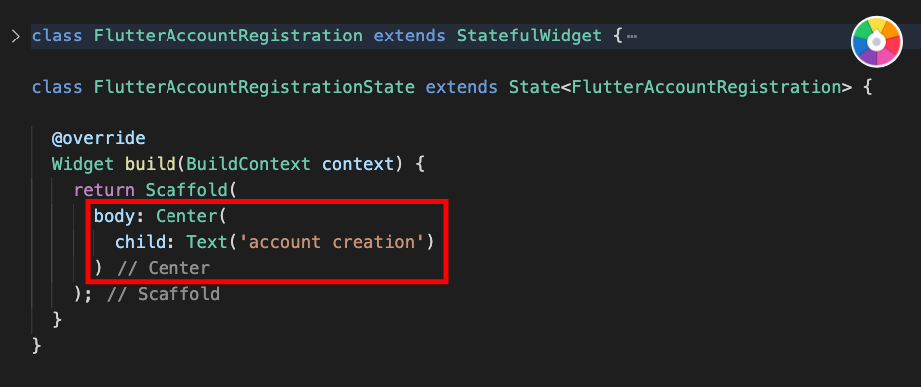 class FlutterAccountRegistration extends StatefulWidget {…
class FlutterAccountRegistrationState extends State<FlutterAccountRegistration> {
@override
Widget build(BuildContext context) {
return Scaffold(
body: Center(
child: Text('account creation')
) // Center
); // Scaffold
}
}